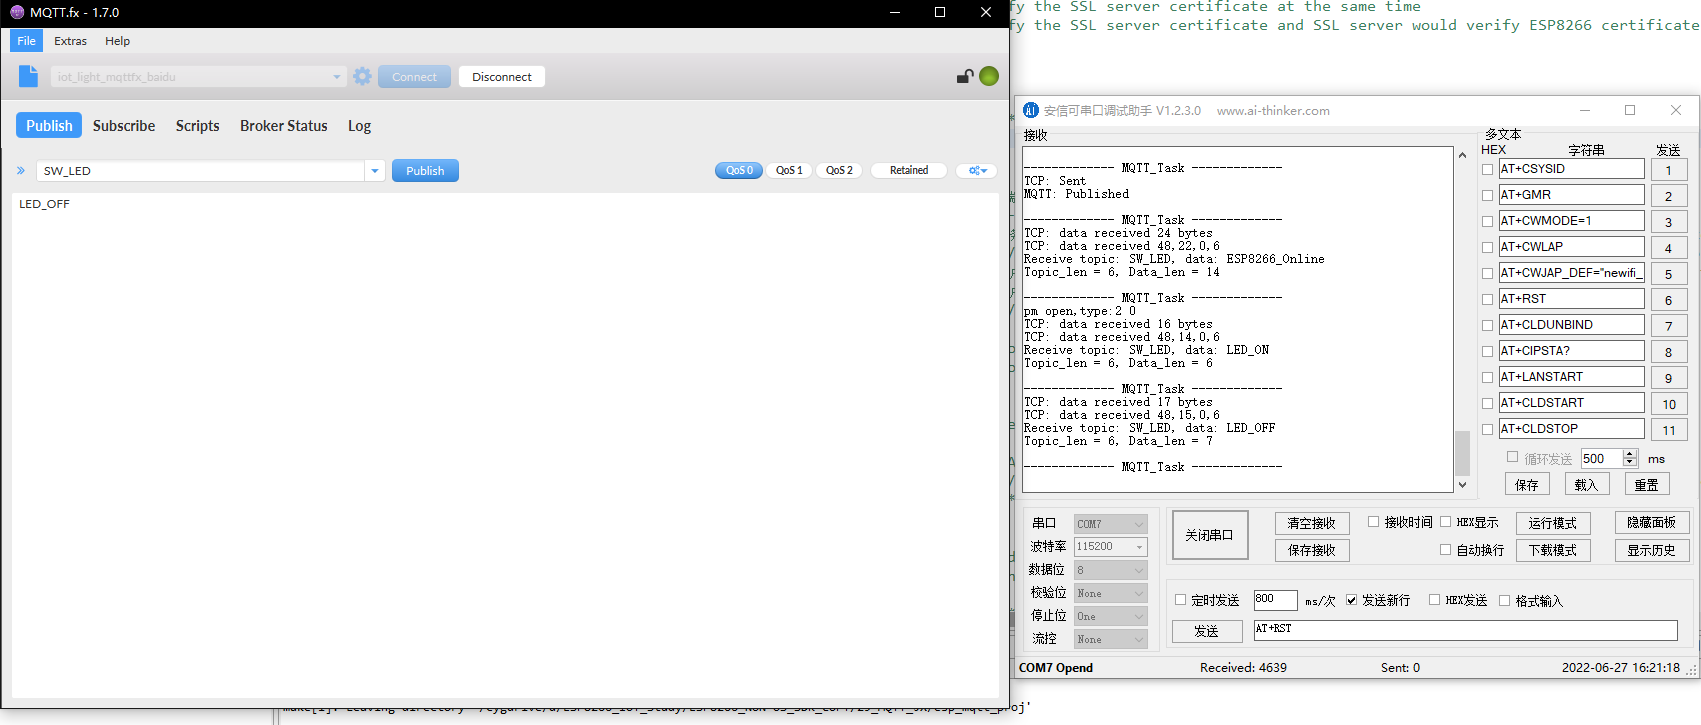 MQTT.fx - 1.7.0
File Extras Help
iot_light_mqttfx_baidu Connect Disconnect
Publish Subscribe Scripts Broker Status Log
SW_LED Publish QoS 0 QoS 1 QoS 2 Retained
LED_OFF
fy the SSL server certificate at the same time
fy the SSL server certificate and SSL server would verify ESP8266 certificate
安信可串口调试助手 V1.2.3.0 www.ai-thinker.com
接收
------------- MQTT_Task -------------
TCP: Sent
MQTT: Published
------------- MQTT_Task -------------
TCP: data received 24 bytes
TCP: data received 48,22,0,6
Receive topic: SW_LED, data: ESP8266_Online
Topic_len = 6, Data_len = 14
------------- MQTT_Task -------------
pm open,type:2 0
TCP: data received 16 bytes
TCP: data received 48,14,0,6
Receive topic: SW_LED, data: LED_ON
Topic_len = 6, Data_len = 6
------------- MQTT_Task -------------
TCP: data received 17 bytes
TCP: data received 48,15,0,6
Receive topic: SW_LED, data: LED_OFF
Topic_len = 6, Data_len = 7
------------- MQTT_Task -------------
多文本
HEX 字符串 发送
AT+CSYSID 1
AT+GMR 2
AT+CWMODE=1 3
AT+CWLAP 4
AT+CWJAP_DEF="newifi_ 5
AT+RST 6
AT+CLDUNBIND 7
AT+CIPSTA? 8
AT+LANSTART 9
AT+CLDSTART 10
AT+CLDSTOP 11
循环发送 500 ms
保存 载入 重置
串口 COM7
波特率 115200
数据位 8
校验位 None
停止位 One
流控 None
关闭串口 清空接收 接收时间 HEX显示 运行模式 隐藏面板
保存接收 自动换行 下载模式 显示历史
定时发送 800 ms/次 发送新行 HEX发送 格式输入
发送 AT+RST
COM7 Opend Received: 4639 Sent: 0 2022-06-27 16:21:18